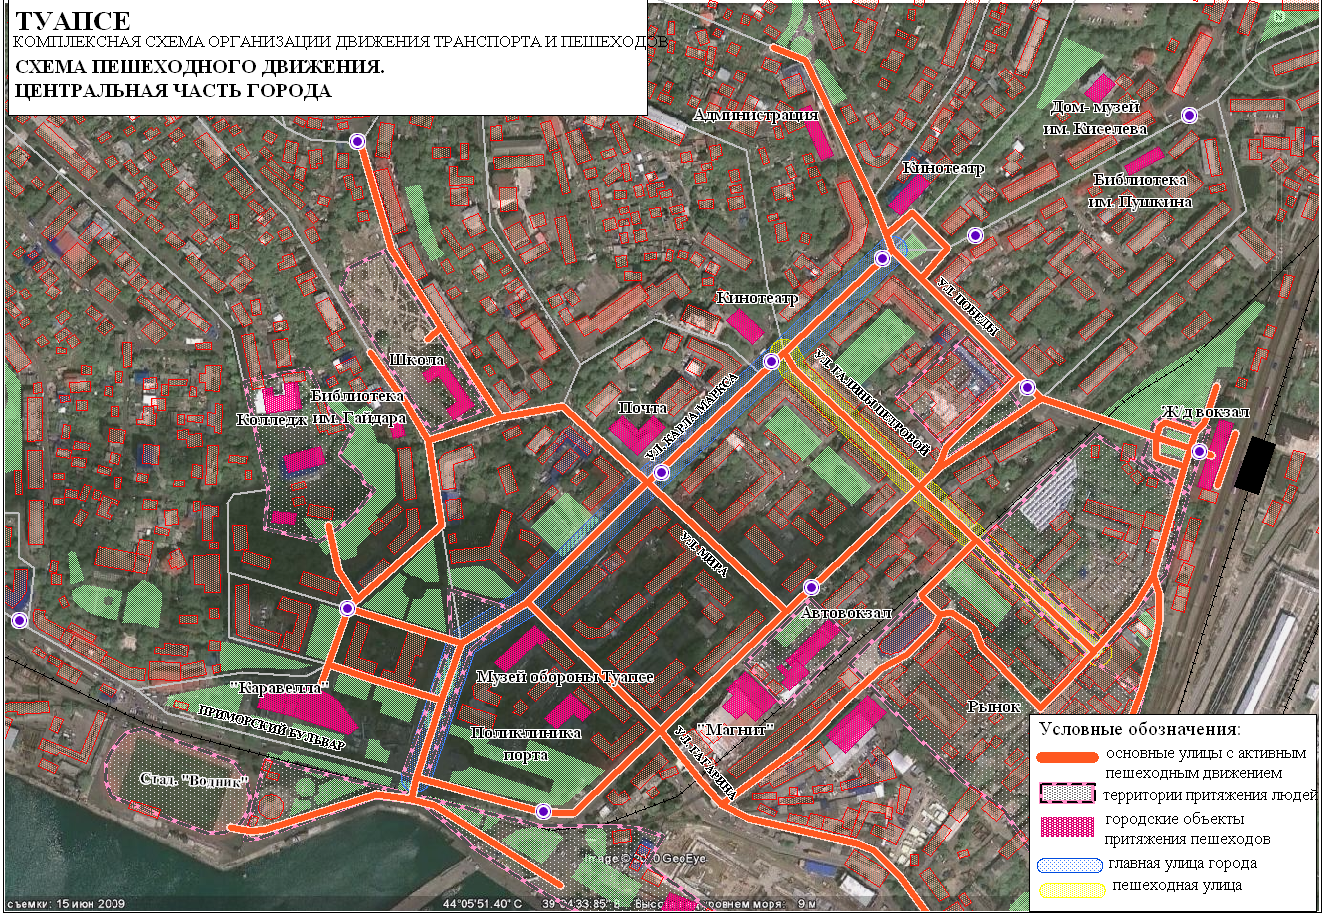 ТУАПСЕ
КОМПЛЕКСНАЯ СХЕМА ОРГАНИЗАЦИИ ДВИЖЕНИЯ ТРАНСПОРТА И ПЕШЕХОДОВ
СХЕМА ПЕШЕХОДНОГО ДВИЖЕНИЯ.
ЦЕНТРАЛЬНАЯ ЧАСТЬ ГОРОДА
Администрация
Дом- музей
им. Киселева
Кинотеатр
Библиотека
им. Пушкина
Кинотеатр
УЛ. ПОБЕДЫ
Школа
УЛ. ГАЛИНЫ ПЕТРОВОЙ
Библиотека
им. Гайдара
Колледж
Почта
УЛ. КАРЛА МАРКСА
Ж/д вокзал
УЛ. МИРА
Автовокзал
Музей обороны Туапсе
"Каравелла"
ПРИМОРСКИЙ БУЛЬВАР
Рынок
"Магнит"
Поликлиника
порта
УЛ. ГАГАРИНА
Стад. "Водник"
Image © 2010 GeoEye
съемки: 15 июн 2009
44°05'51.40" С
9 м
Условные обозначения:
основные улицы с активным
пешеходным движением
территории притяжения людей
городские объекты
притяжения пешеходов
главная улица города
пешеходная улица